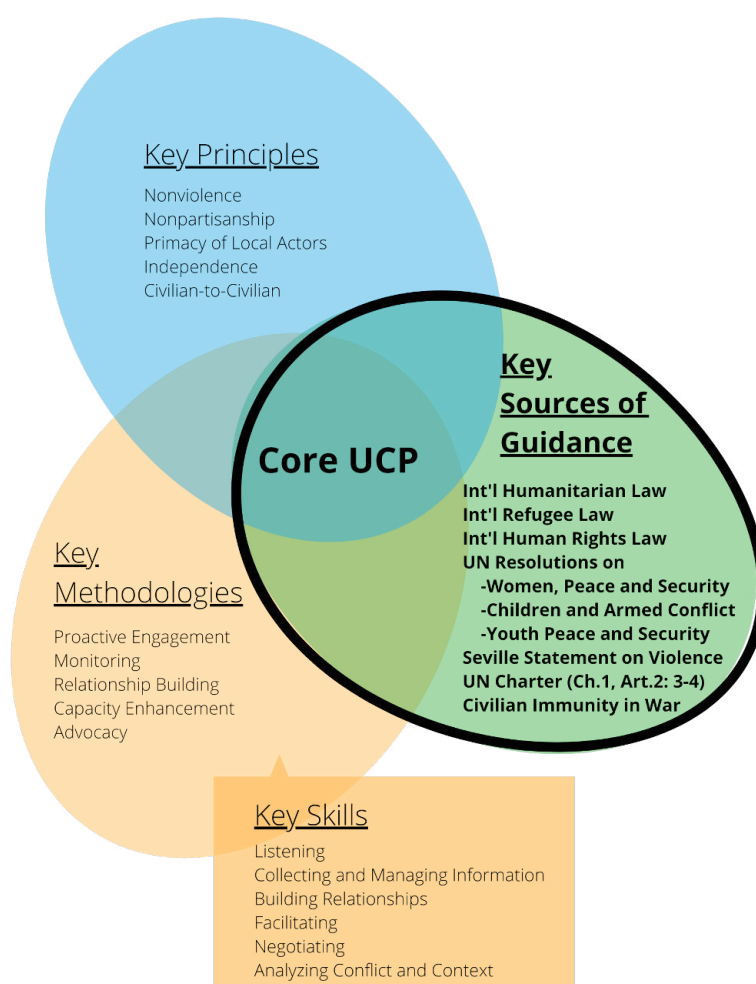 Key Principles
Nonviolence
Nonpartisanship
Primacy of Local Actors
Independence
Civilian-to-Civilian
Key
Sources of
Guidance
Int'l Humanitarian Law
Int'l Refugee Law
Int'l Human Rights Law
UN Resolutions on
-Women, Peace and Security
-Children and Armed Conflict
-Youth Peace and Security
Seville Statement on Violence
UN Charter (Ch.1, Art.2: 3-4)
Civilian Immunity in War
Core UCP
Key
Methodologies
Proactive Engagement
Monitoring
Relationship Building
Capacity Enhancement
Advocacy
Key Skills
Listening
Collecting and Managing Information
Building Relationships
Facilitating
Negotiating
Analyzing Conflict and Context